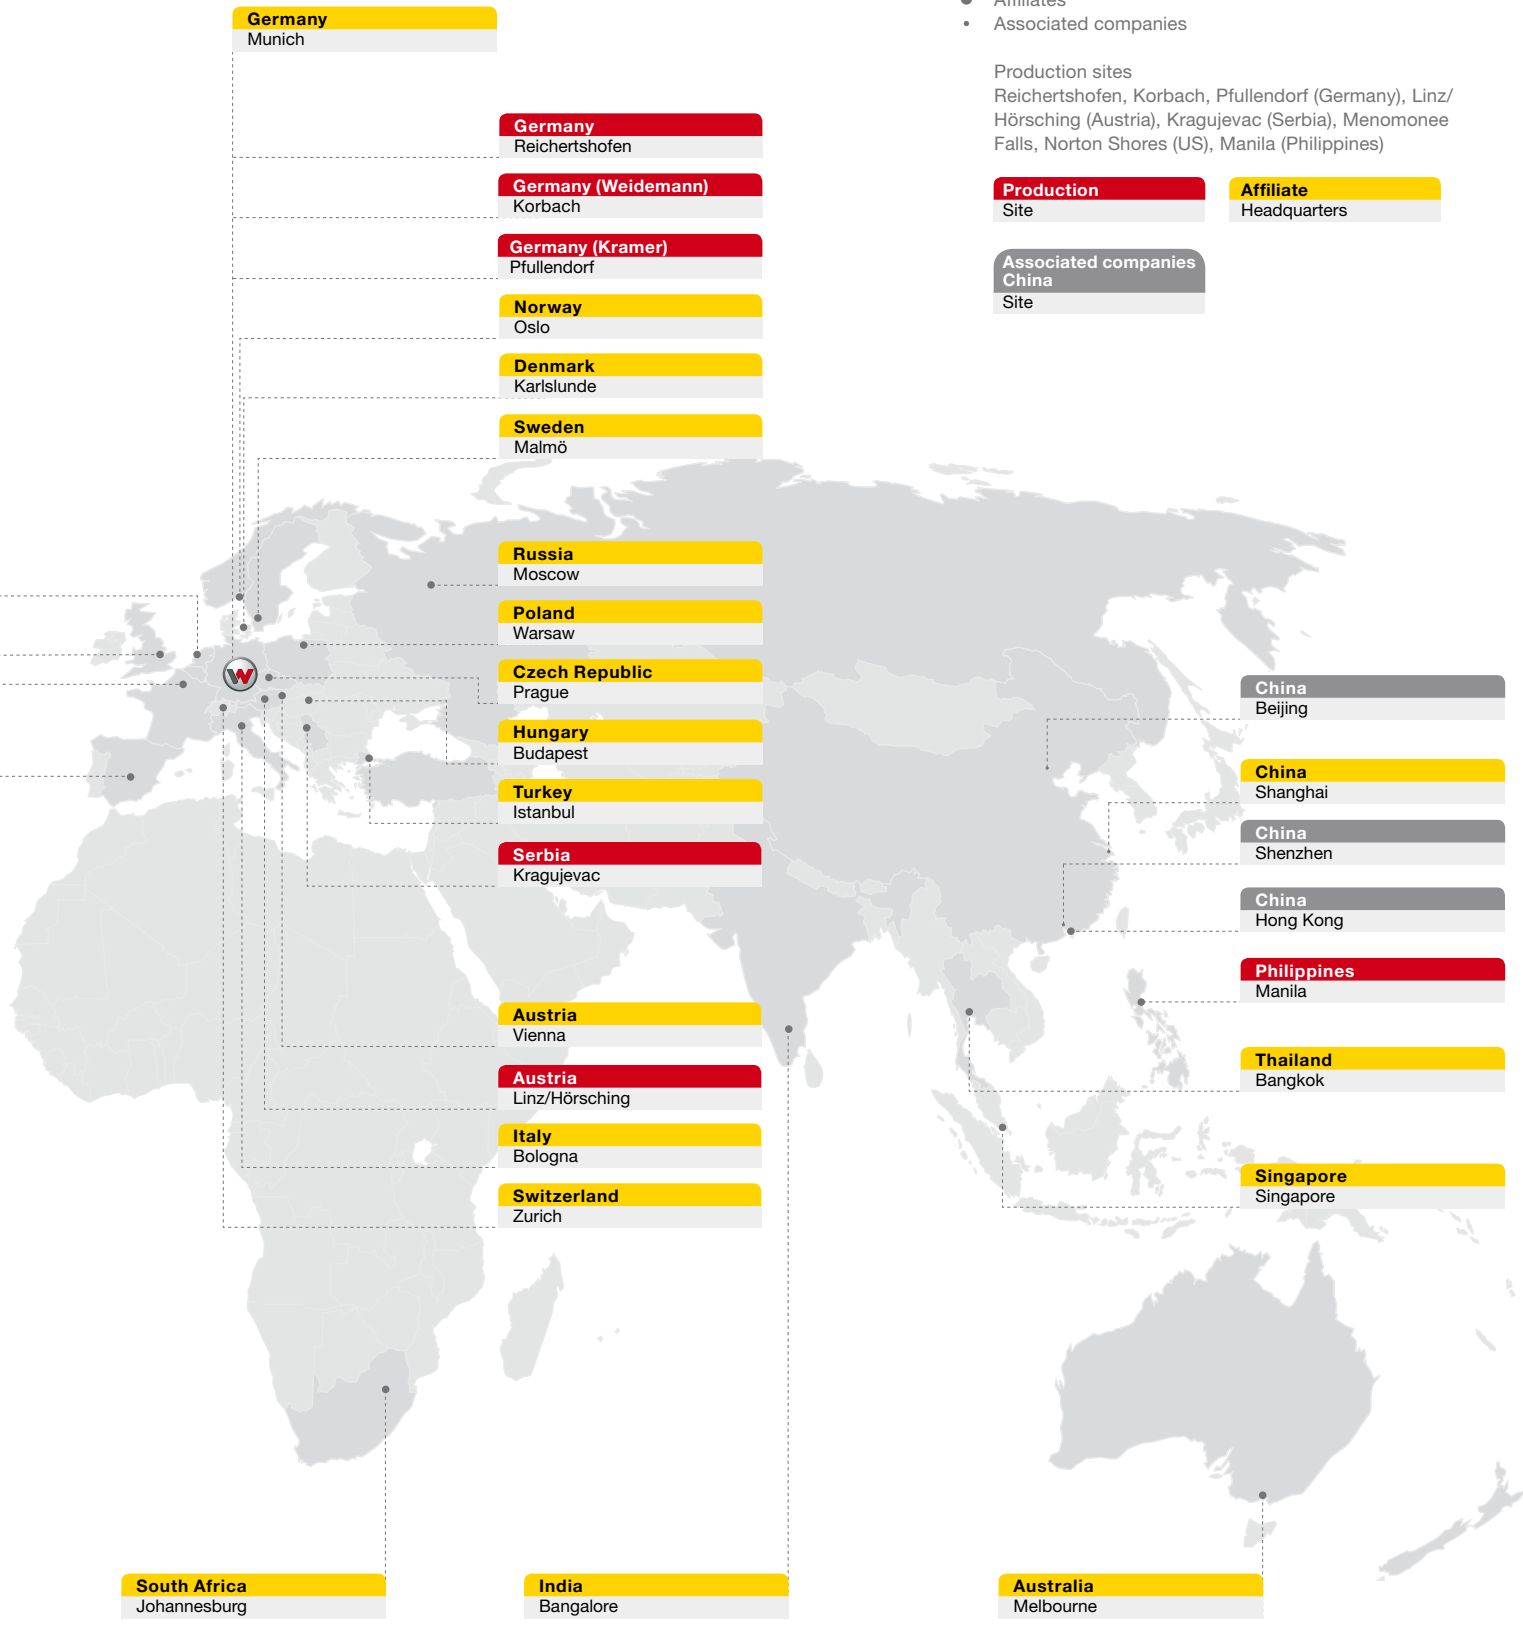 Affiliates
• Associated companies
Production sites
Reichertshofen, Korbach, Pfullendorf (Germany), Linz/
Hörsching (Austria), Kragujevac (Serbia), Menomonee
Falls, Norton Shores (US), Manila (Philippines)
Production
Site
Affiliate
Headquarters
Associated companies
China
Site
Germany
Munich
Germany
Reichertshofen
Germany (Weidemann)
Korbach
Germany (Kramer)
Pfullendorf
Norway
Oslo
Denmark
Karlslunde
Sweden
Malmö
Russia
Moscow
Poland
Warsaw
Czech Republic
Prague
Hungary
Budapest
Turkey
Istanbul
Serbia
Kragujevac
Austria
Vienna
Austria
Linz/Hörsching
Italy
Bologna
Switzerland
Zurich
China
Beijing
China
Shanghai
China
Shenzhen
China
Hong Kong
Philippines
Manila
Thailand
Bangkok
Singapore
Singapore
South Africa
Johannesburg
India
Bangalore
Australia
Melbourne